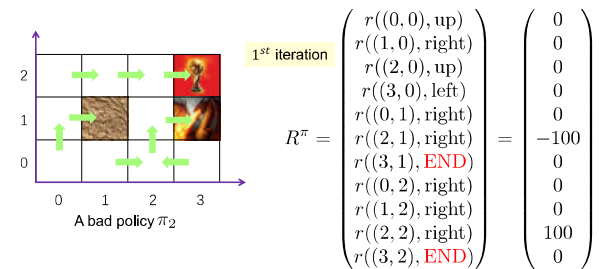 2
1
0
0 1 2 3
A bad policy π₂
1ˢᵗ iteration
Rπ =
r((0, 0), up)
r((1, 0), right)
r((2, 0), up)
r((3, 0), left)
r((0, 1), right)
r((2, 1), right)
r((3, 1), END)
r((0, 2), right)
r((1, 2), right)
r((2, 2), right)
r((3, 2), END)
=
0
0
0
0
0
−100
0
0
0
100
0